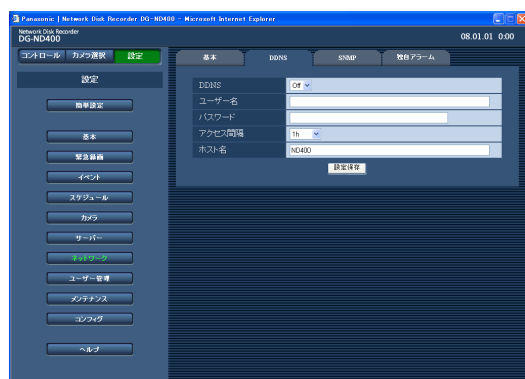 Panasonic | Network Disk Recorder DG-ND400 - Microsoft Internet Explorer
Network Disk Recorder
DG-ND400
08.01.01 0:00
コントロール カメラ選択 設定
基本 DDNS SNMP 独自アラーム
設定
簡単設定
基本
緊急録画
イベント
スケジュール
カメラ
サーバー
ネットワーク
ユーザー管理
メンテナンス
コンフィグ
ヘルプ
DDNS Off
ユーザー名
パスワード
アクセス間隔 1h
ホスト名 ND400
設定保存